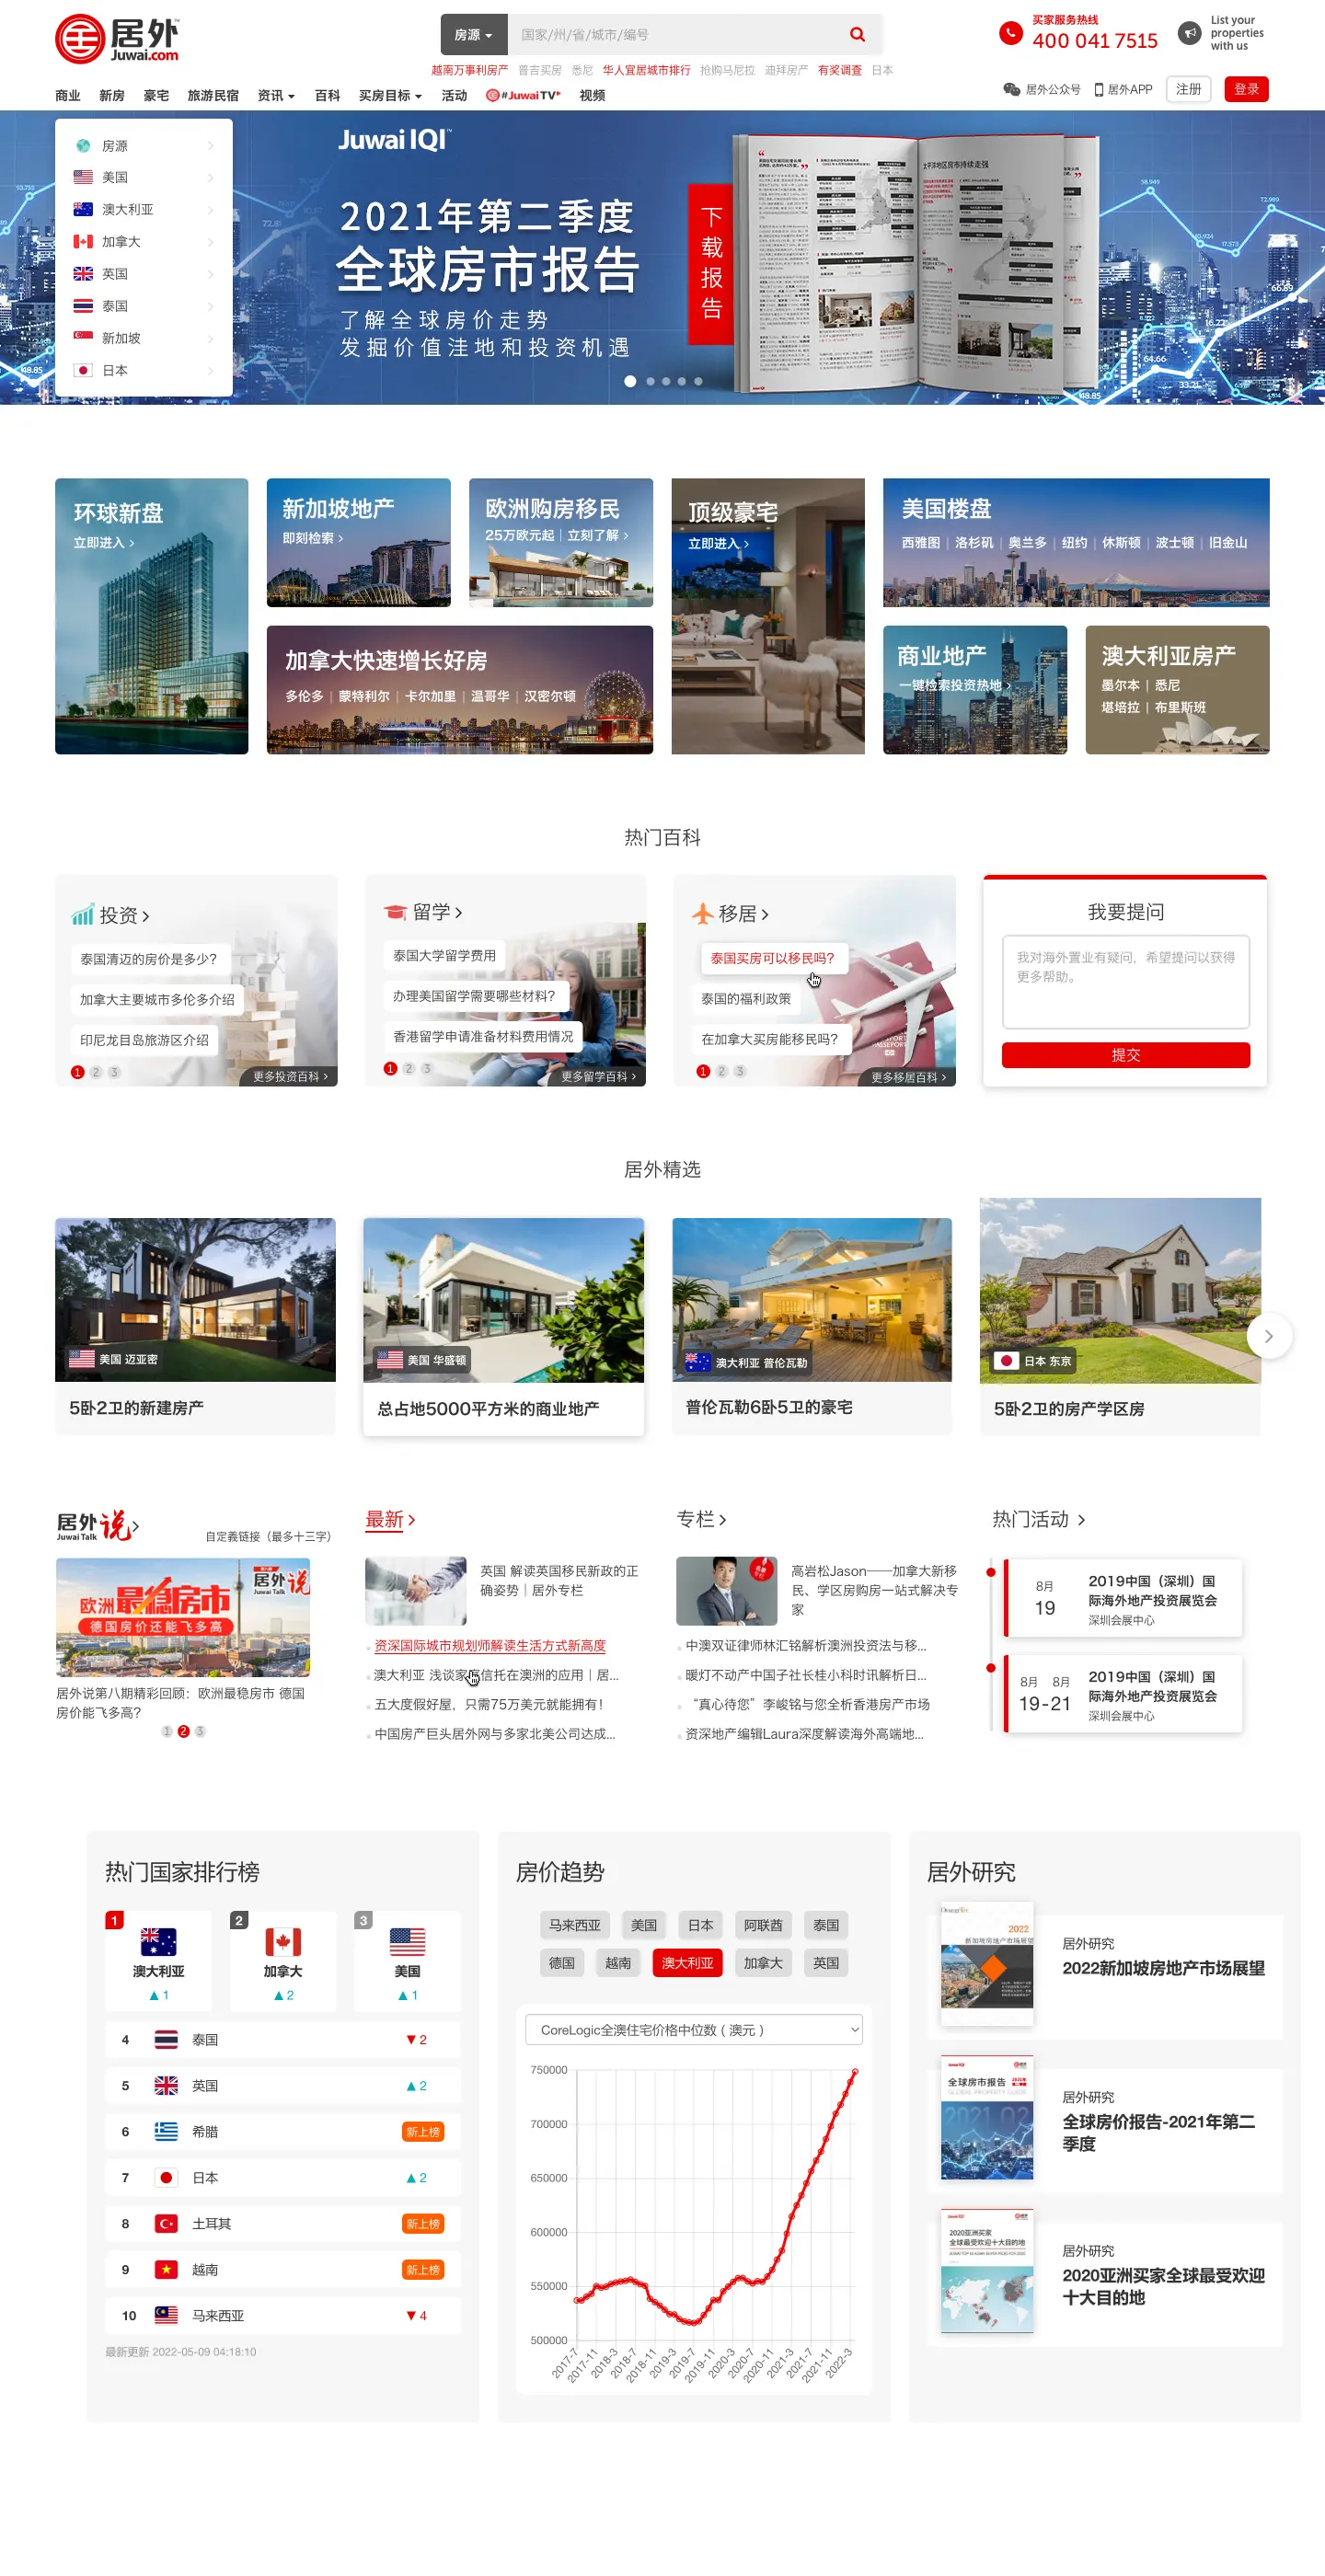 居外
Juwai.com
房源
国家/州/省/城市/编号
越南万事利房产 普吉买房 悉尼 华人宜居城市排行 抢购马尼拉 迪拜房产 有奖调查 日本
买家服务热线
400 041 7515
List your
properties
with us
商业 新房 豪宅 旅游民宿 资讯 百科 买房目标 活动 #JuwaiTV 视频
居外公众号 居外APP 注册 登录
房源
美国
澳大利亚
加拿大
英国
泰国
新加坡
日本
Juwai IQI
2021年第二季度
全球房市报告
了解全球房价走势
发掘价值洼地和投资机遇
下载报告
环球新盘
立即进入 >
新加坡地产
即刻检索 >
欧洲购房移民
25万欧元起 | 立刻了解 >
加拿大快速增长好房
多伦多 | 蒙特利尔 | 卡尔加里 | 温哥华 | 汉密尔顿
顶级豪宅
立即进入 >
美国楼盘
西雅图 | 洛杉矶 | 奥兰多 | 纽约 | 休斯顿 | 波士顿 | 旧金山
商业地产
一键检索投资热地 >
澳大利亚房产
墨尔本 | 悉尼
堪培拉 | 布里斯班
热门百科
投资 >
泰国清迈的房价是多少？
加拿大主要城市多伦多介绍
印尼龙目岛旅游区介绍
1 2 3
更多投资百科 >
留学 >
泰国大学留学费用
办理美国留学需要哪些材料？
香港留学申请准备材料费用情况
1 2 3
更多留学百科 >
移居 >
泰国买房可以移民吗？
泰国的福利政策
在加拿大买房能移民吗？
1 2 3
更多移居百科 >
我要提问
我对海外置业有疑问，希望提问以获得
更多帮助。
提交
居外精选
美国 迈亚密
5卧2卫的新建房产
美国 华盛顿
总占地5000平方米的商业地产
澳大利亚 普伦瓦勒
普伦瓦勒6卧5卫的豪宅
日本 东京
5卧2卫的房产学区房
居外说 >
Juwai Talk
自定義链接（最多十三字）
欧洲最稳房市
德国房价还能飞多高
居外说
居外说第八期精彩回顾：欧洲最稳房市 德国
房价能飞多高？
1 2 3
最新 >
英国 解读英国移民新政的正
确姿势 | 居外专栏
资深国际城市规划师解读生活方式新高度
澳大利亚 浅谈家 信托在澳洲的应用 | 居...
五大度假好屋，只需75万美元就能拥有！
中国房产巨头居外网与多家北美公司达成...
专栏 >
高岩松Jason——加拿大新移
民、学区房购房一站式解决专
家
中澳双证律师林汇铭解析澳洲投资法与移...
暖灯不动产中国子社长桂小科时讯解析日...
“真心待您”李峻铭与您全析香港房产市场
资深地产编辑Laura深度解读海外高端地...
热门活动 >
8月
19
2019中国（深圳）国
际海外地产投资展览会
深圳会展中心
8月 8月
19-21
2019中国（深圳）国
际海外地产投资展览会
深圳会展中心
热门国家排行榜
1 澳大利亚 ▲1
2 加拿大 ▲2
3 美国 ▲1
4 泰国 ▼2
5 英国 ▲2
6 希腊 新上榜
7 日本 ▲2
8 土耳其 新上榜
9 越南 新上榜
10 马来西亚 ▼4
最新更新 2022-05-09 04:18:10
房价趋势
马来西亚 美国 日本 阿联酋 泰国
德国 越南 澳大利亚 加拿大 英国
CoreLogic全澳住宅价格中位数（澳元）
750000
700000
650000
600000
550000
500000
2017-7 2017-11 2018-3 2018-7 2018-11 2019-3 2019-7 2019-11 2020-3 2020-7 2020-11 2021-3 2021-7 2021-11 2022-3
居外研究
2022
新加坡房地产市场展望
居外研究
2022新加坡房地产市场展望
全球房市报告
GLOBAL PROPERTY GUIDE
2021 Q2
居外研究
全球房价报告-2021年第二
季度
2020亚洲买家
全球最受欢迎十大目的地
居外研究
2020亚洲买家全球最受欢迎
十大目的地